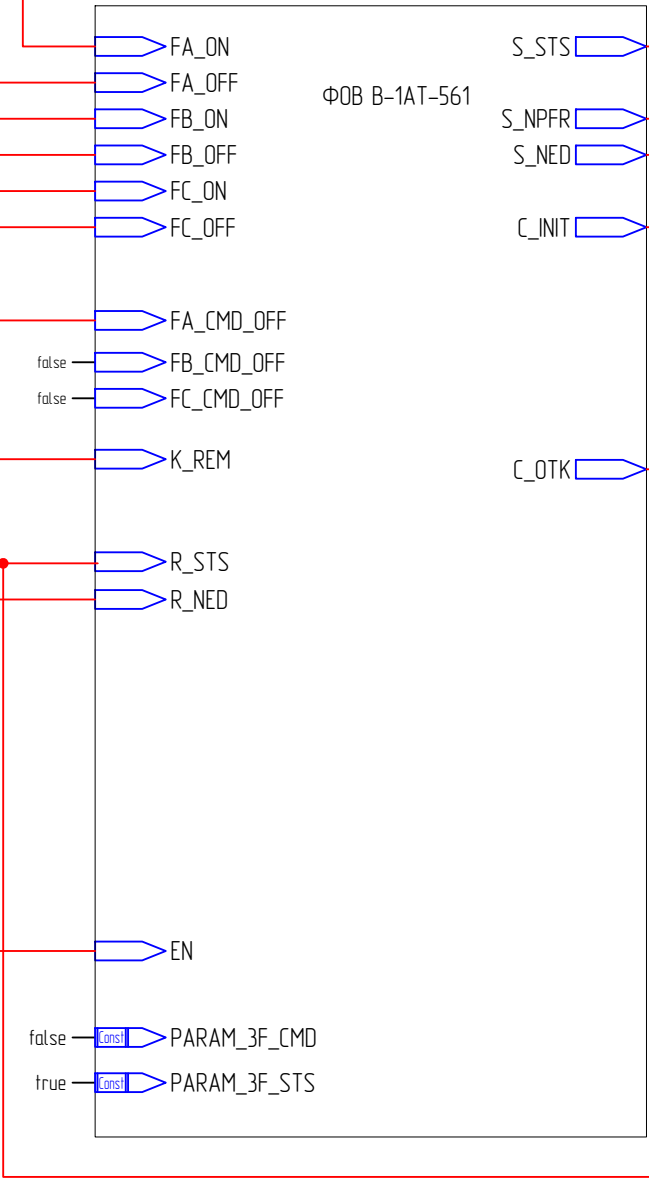 FA_ON S_STS
FA_OFF
ФОВ В-1АТ-561
FB_ON S_NPFR
FB_OFF S_NED
FC_ON
FC_OFF C_INIT
FA_CMD_OFF
false FB_CMD_OFF
false FC_CMD_OFF
K_REM C_OTK
R_STS
R_NED
EN
false Const PARAM_3F_CMD
true Const PARAM_3F_STS